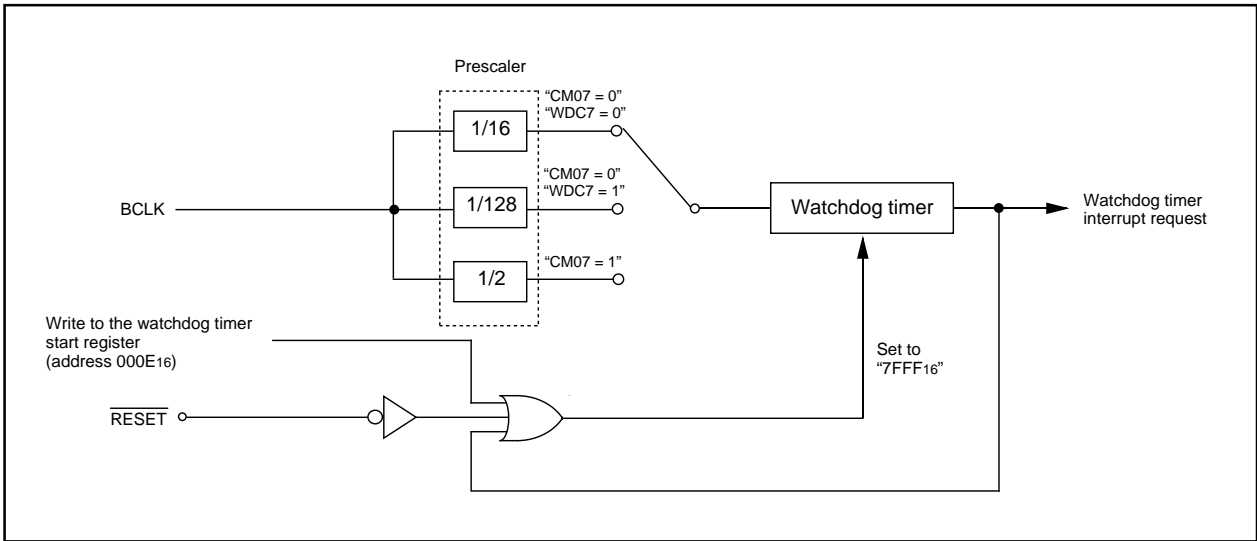 Prescaler
“CM07 = 0”
“WDC7 = 0”
1/16
“CM07 = 0”
“WDC7 = 1”
BCLK
1/128
Watchdog timer
Watchdog timer
interrupt request
“CM07 = 1”
1/2
Write to the watchdog timer
start register
(address 000E16)
Set to
“7FFF16”
RESET